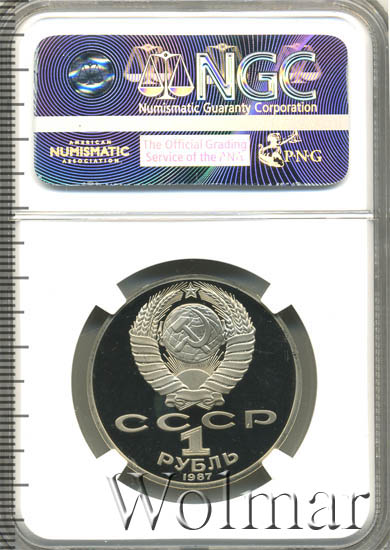 NGC
Numismatic Guaranty Corporation
AMERICAN
NUMISMATIC
ASSOCIATION
The Official Grading
Service of the ANA
PNG
СССР
1
РУБЛЬ
1987
Wolmar